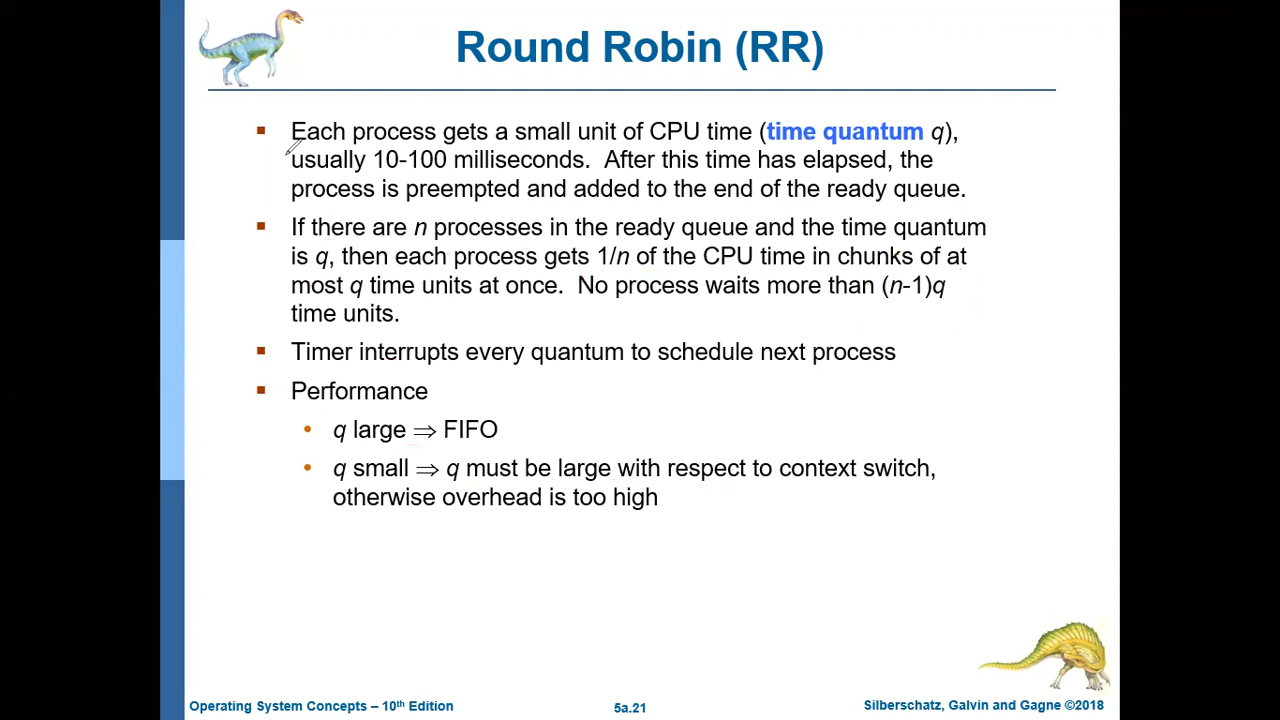 Round Robin (RR)
▪ Each process gets a small unit of CPU time (time quantum q),
usually 10-100 milliseconds.  After this time has elapsed, the
process is preempted and added to the end of the ready queue.
▪ If there are n processes in the ready queue and the time quantum
is q, then each process gets 1/n of the CPU time in chunks of at
most q time units at once.  No process waits more than (n-1)q
time units.
▪ Timer interrupts every quantum to schedule next process
▪ Performance
• q large ⇒ FIFO
• q small ⇒ q must be large with respect to context switch,
otherwise overhead is too high
Operating System Concepts – 10th Edition
5a.21
Silberschatz, Galvin and Gagne ©2018